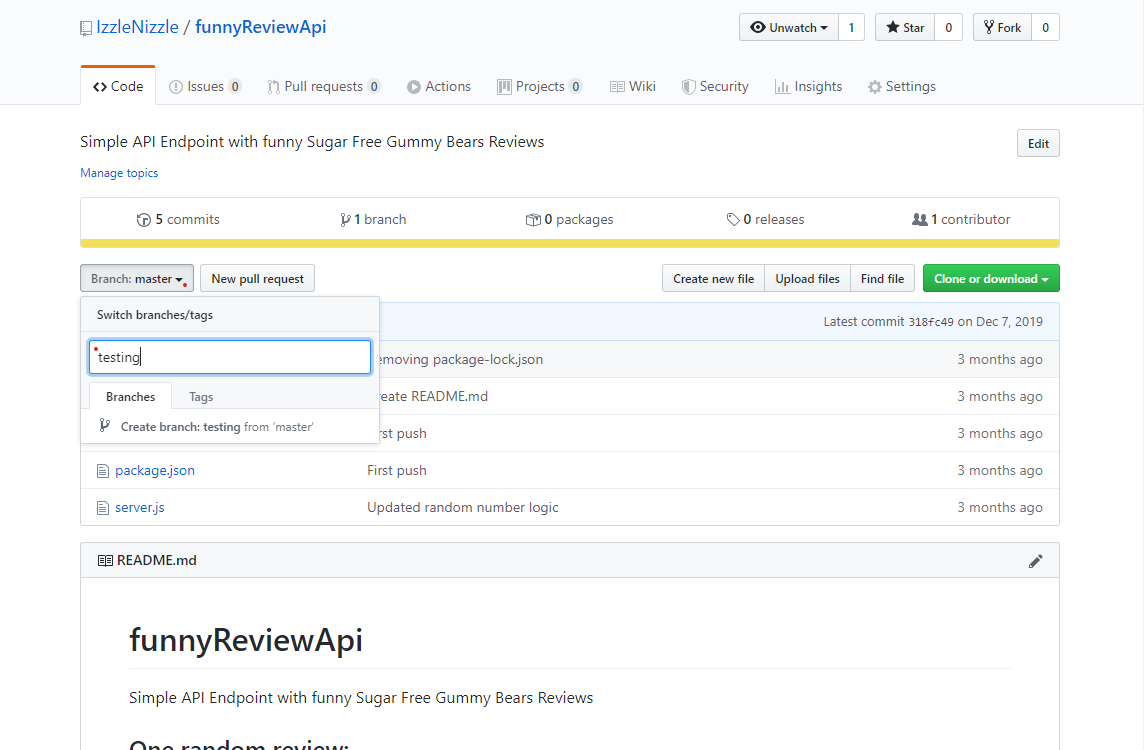 IzzleNizzle / funnyReviewApi
Unwatch 1 Star 0 Fork 0
Code Issues 0 Pull requests 0 Actions Projects 0 Wiki Security Insights Settings
Simple API Endpoint with funny Sugar Free Gummy Bears Reviews
Edit
Manage topics
5 commits 1 branch 0 packages 0 releases 1 contributor
Branch: master New pull request Create new file Upload files Find file Clone or download
Switch branches/tags
Latest commit 318fc49 on Dec 7, 2019
testing
emoving package-lock.json 3 months ago
Branches Tags
eate README.md 3 months ago
Create branch: testing from 'master'
rst push 3 months ago
package.json First push 3 months ago
server.js Updated random number logic 3 months ago
README.md
funnyReviewApi
Simple API Endpoint with funny Sugar Free Gummy Bears Reviews
One random review: